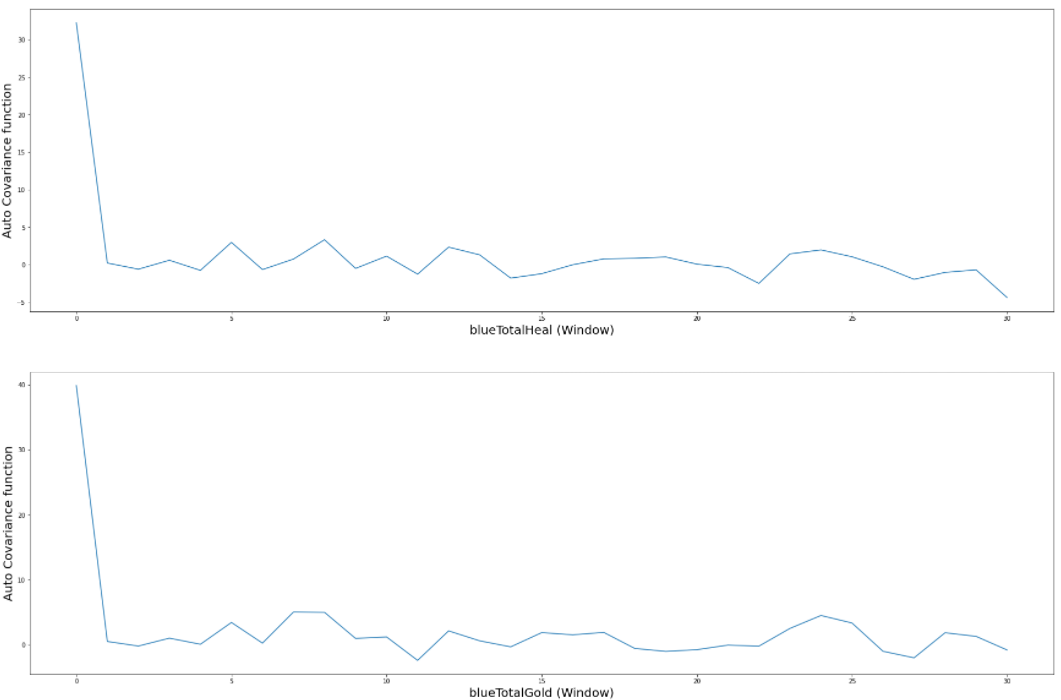 Auto Covariance function
30
25
20
15
10
5
0
−5
0 5 10 15 20 25 30
blueTotalHeal (Window)
Auto Covariance function
40
30
20
10
0
0 5 10 15 20 25 30
blueTotalGold (Window)